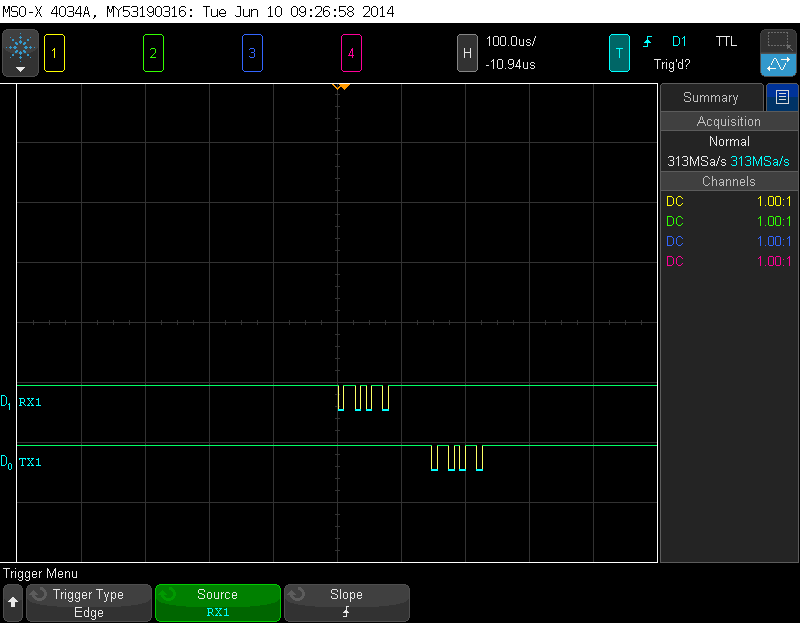 MSO-X 4034A, MY53190316: Tue Jun 10 09:26:58 2014
1 2 3 4 H 100.0us/ T D1 TTL
-10.94us Trig'd?
Summary
Acquisition
Normal
313MSa/s 313MSa/s
Channels
DC 1.00:1
DC 1.00:1
DC 1.00:1
DC 1.00:1
D1 RX1
D0 TX1
Trigger Menu
Trigger Type Source Slope
Edge RX1